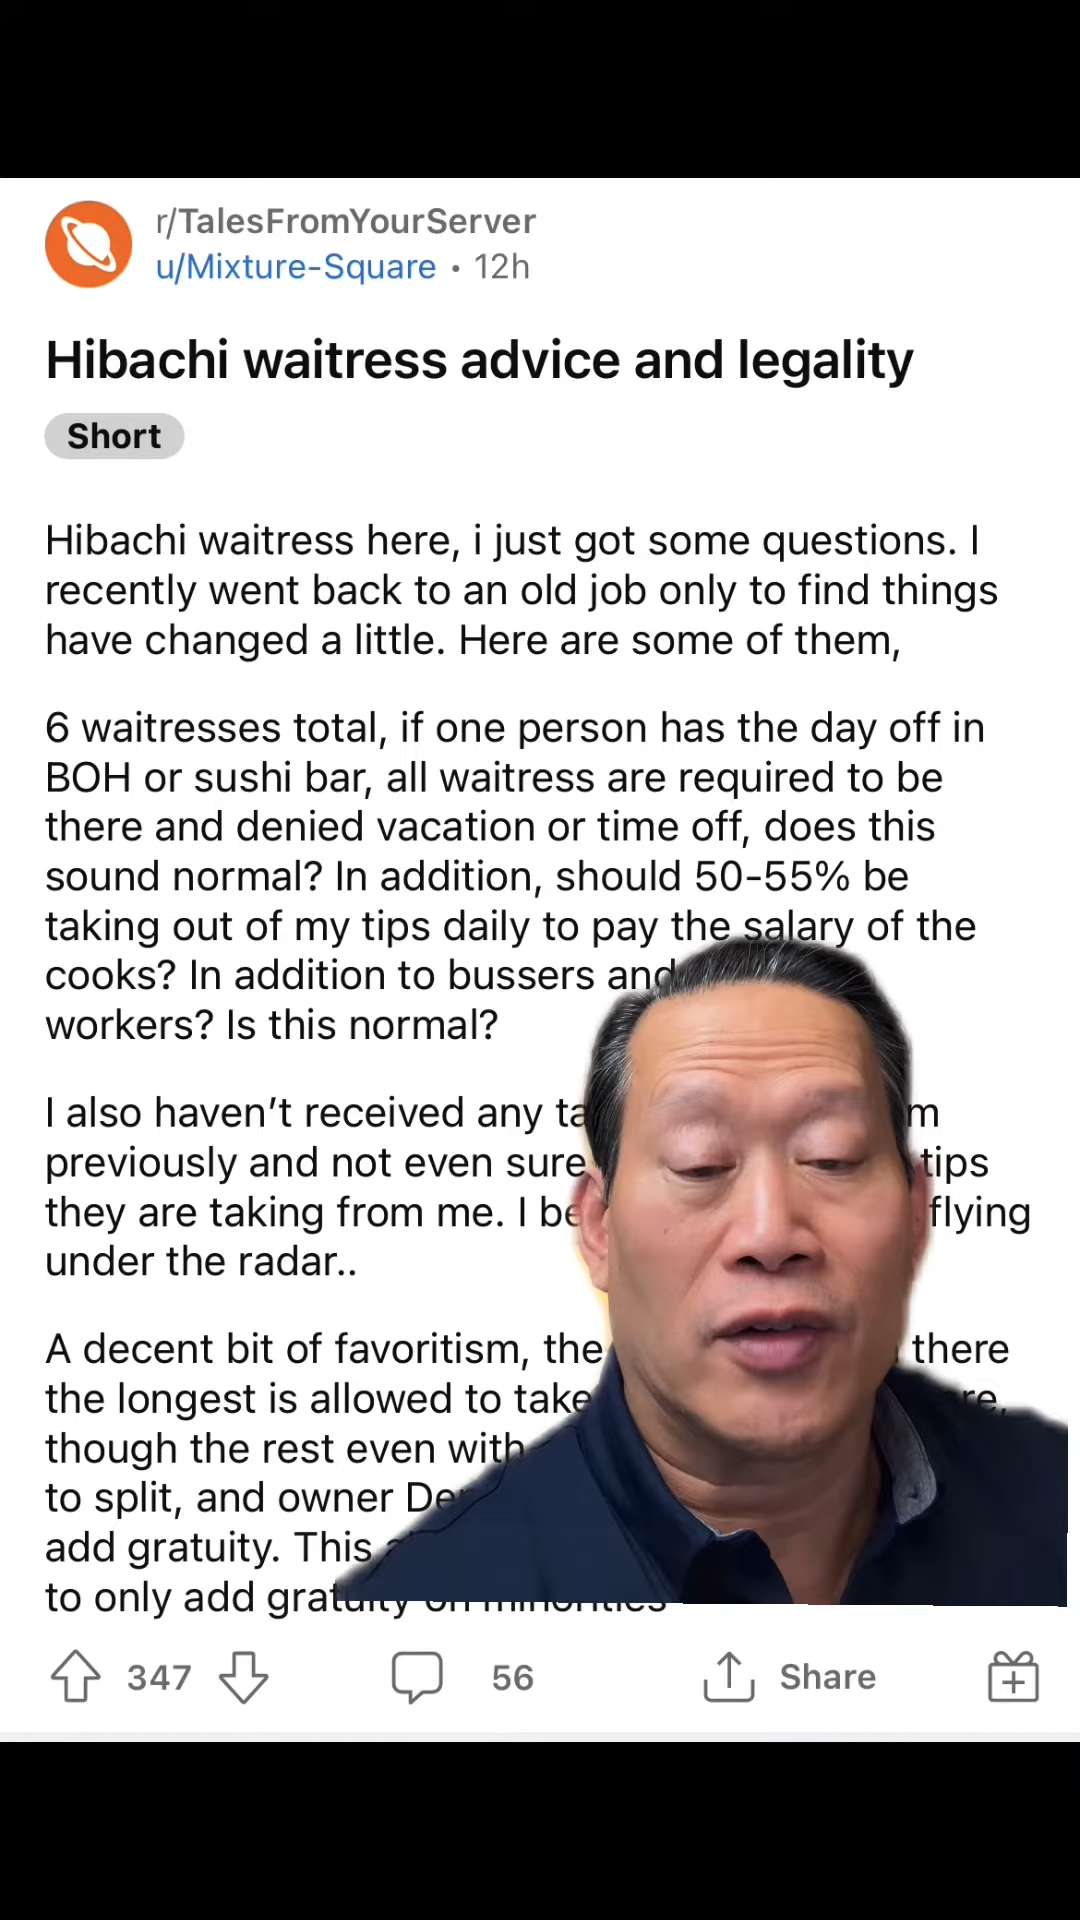 r/TalesFromYourServer
u/Mixture-Square • 12h
Hibachi waitress advice and legality
Short
Hibachi waitress here, i just got some questions. I
recently went back to an old job only to find things
have changed a little. Here are some of them,
6 waitresses total, if one person has the day off in
BOH or sushi bar, all waitress are required to be
there and denied vacation or time off, does this
sound normal? In addition, should 50-55% be
taking out of my tips daily to pay the salary of the
cooks? In addition to bussers and
workers? Is this normal?
I also haven't received any
previously and not even sure tips
they are taking from me. I flying
under the radar..
A decent bit of favoritism, the there
the longest is allowed to take
though the rest even with
to split, and owner
add gratuity. This
to only add gratuity on minorities
347
56
Share